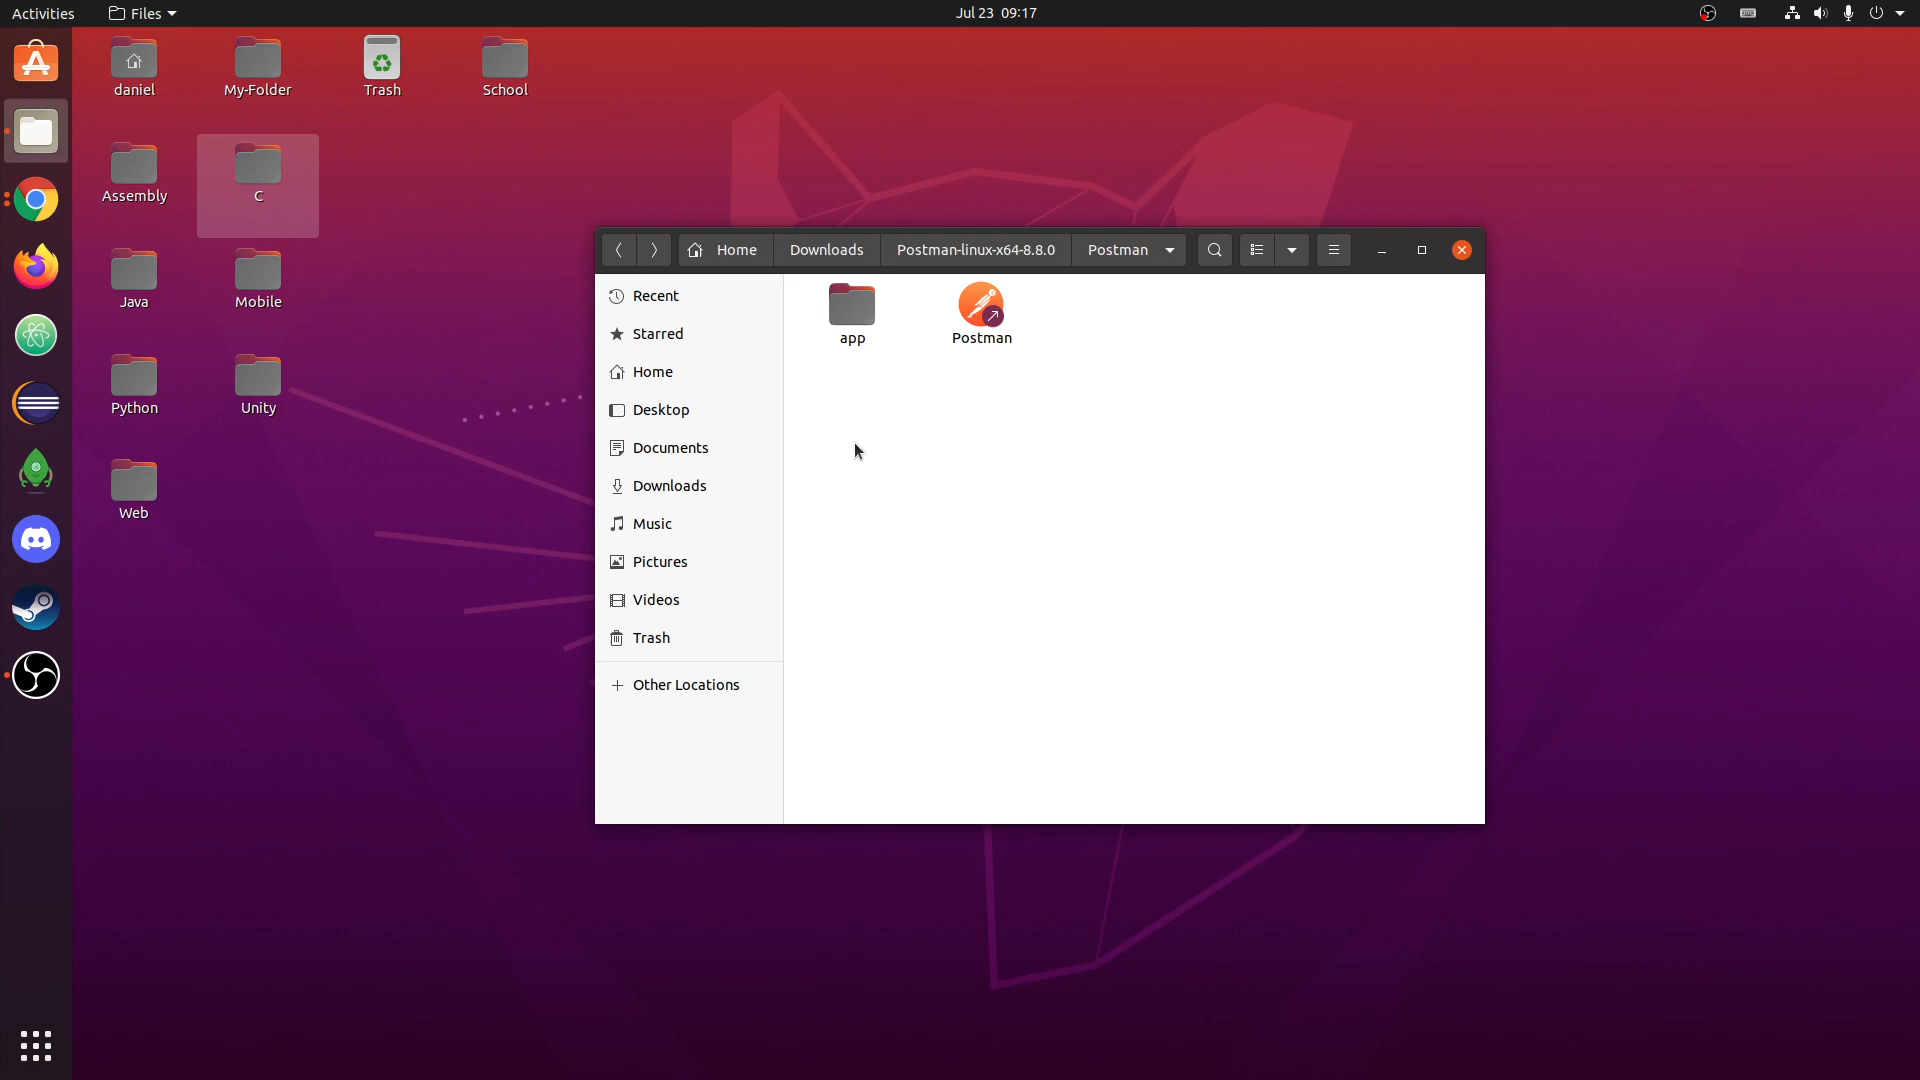 Activities
Files
Jul 23 09:17
daniel
My-Folder
Trash
School
Assembly
C
Java
Mobile
Python
Unity
Web
Home
Downloads
Postman-linux-x64-8.8.0
Postman
Recent
Starred
Home
Desktop
Documents
Downloads
Music
Pictures
Videos
Trash
Other Locations
app
Postman